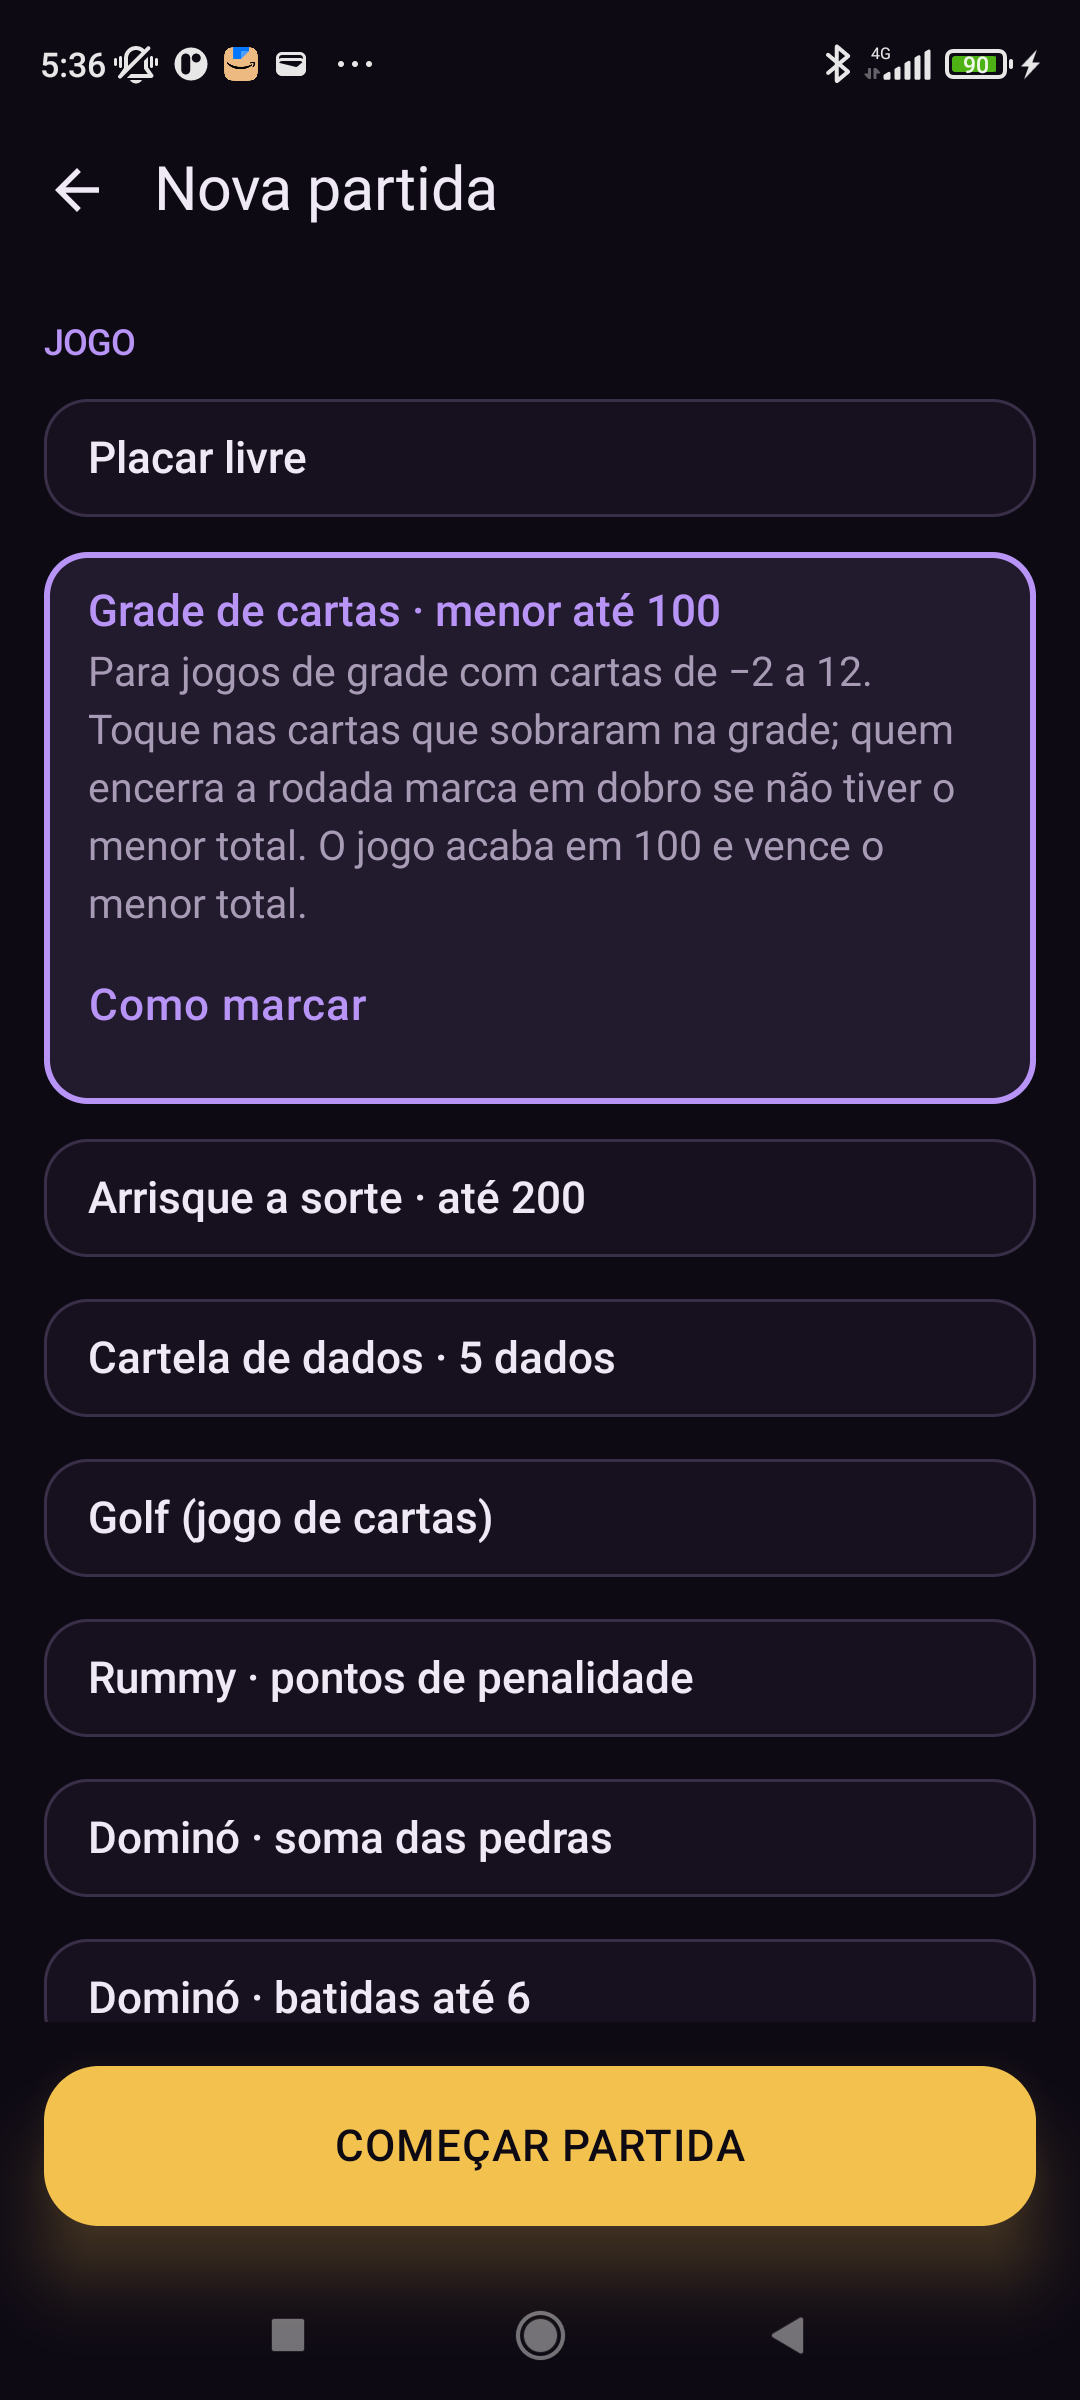 5:36
4G
90
Nova partida
JOGO
Placar livre
Grade de cartas · menor até 100
Para jogos de grade com cartas de −2 a 12.
Toque nas cartas que sobraram na grade; quem
encerra a rodada marca em dobro se não tiver o
menor total. O jogo acaba em 100 e vence o
menor total.
Como marcar
Arrisque a sorte · até 200
Cartela de dados · 5 dados
Golf (jogo de cartas)
Rummy · pontos de penalidade
Dominó · soma das pedras
Dominó · batidas até 6
COMEÇAR PARTIDA